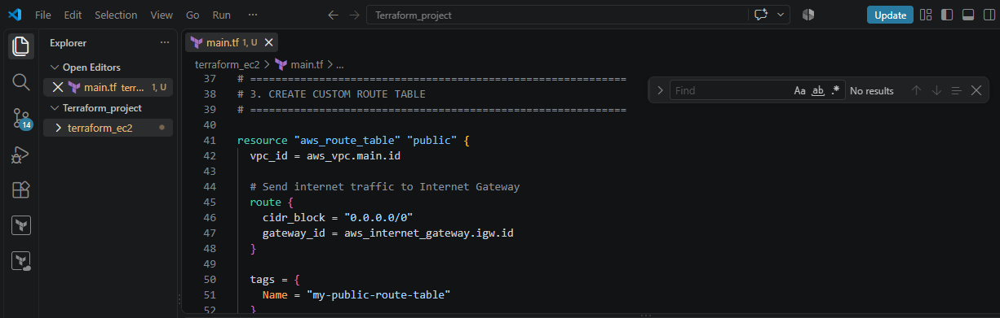 File Edit Selection View Go Run ··· Terraform_project Update
Explorer ···
Open Editors
main.tf terr... 1, U
Terraform_project
terraform_ec2
14
main.tf 1, U
terraform_ec2 > main.tf > ...
Find Aa ab .* No results
37 # ============================================================
38 # 3. CREATE CUSTOM ROUTE TABLE
39 # ============================================================
40
41 resource "aws_route_table" "public" {
42 vpc_id = aws_vpc.main.id
43
44 # Send internet traffic to Internet Gateway
45 route {
46 cidr_block = "0.0.0.0/0"
47 gateway_id = aws_internet_gateway.igw.id
48 }
49
50 tags = {
51 Name = "my-public-route-table"
52 }